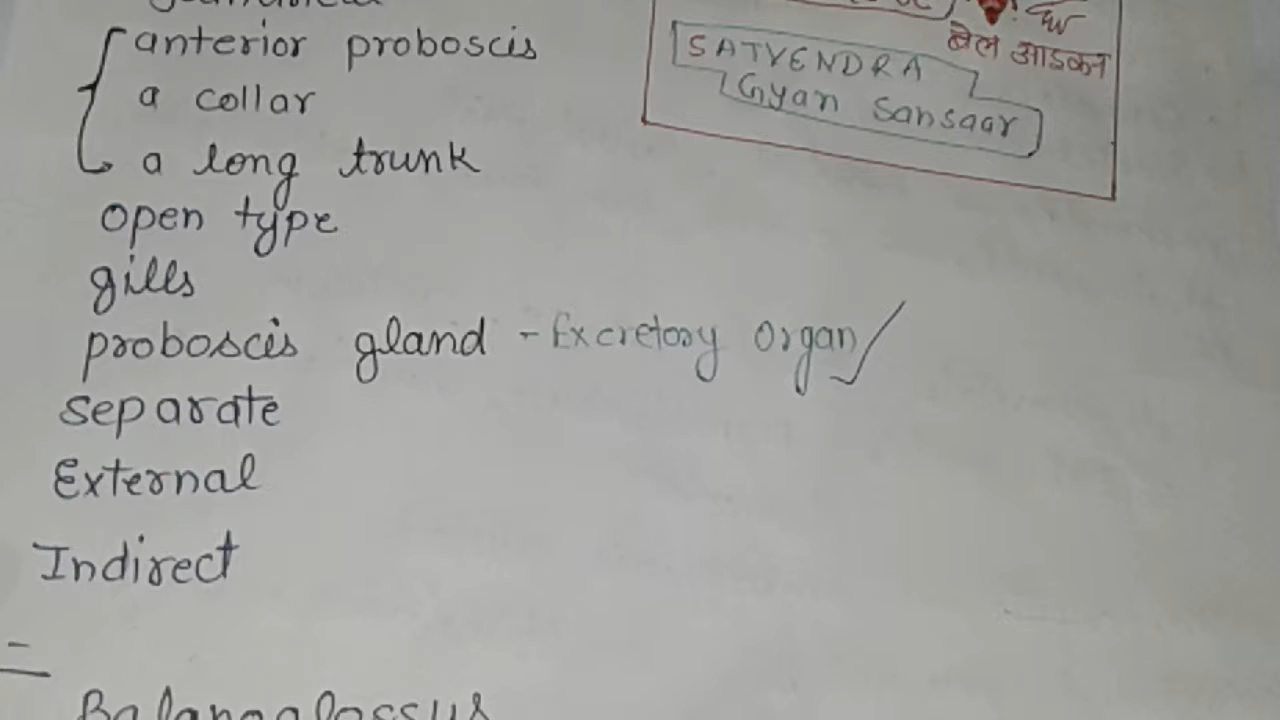 anterior proboscis
a collar
a long trunk
open type
gills
proboscis gland - Excretory Organ
separate
External
Indirect
Balanoglossus
बेल आइकन
SATYENDRA
Gyan Sansaar